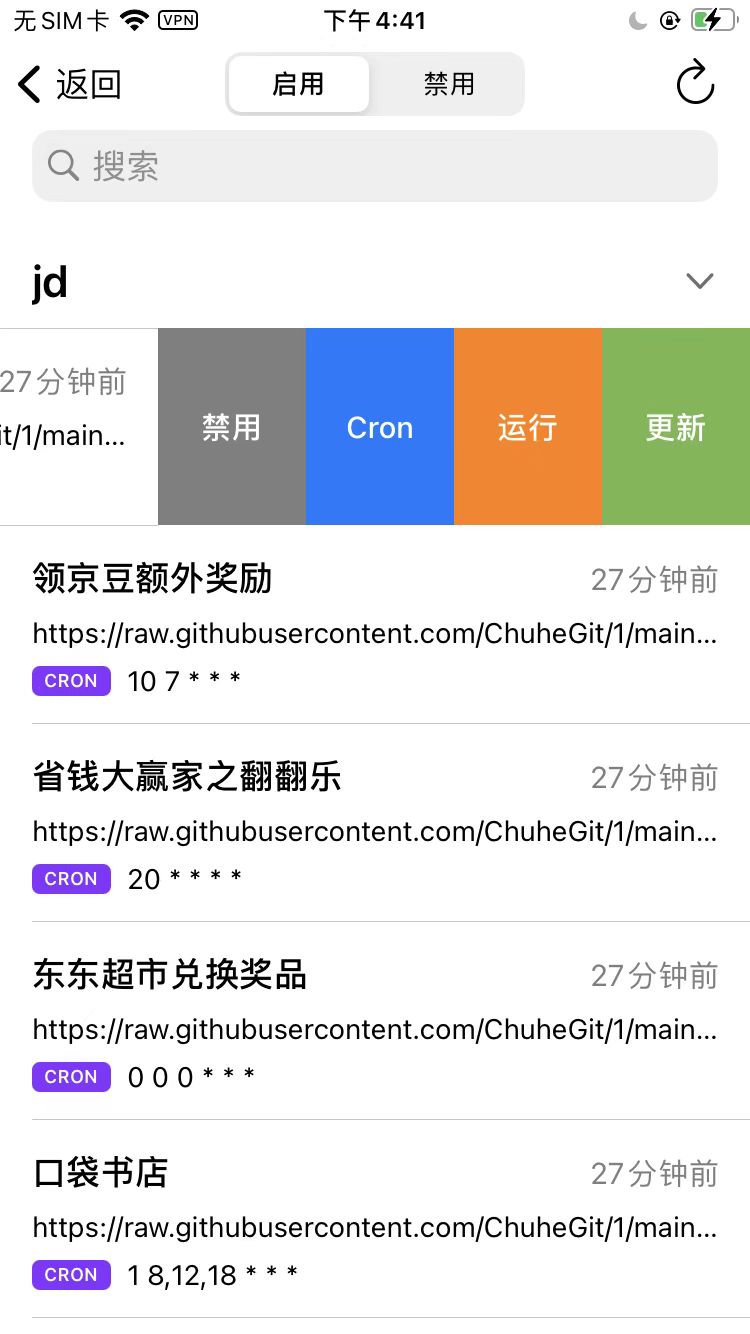 无SIM卡 VPN 下午4:41
返回 启用 禁用
搜索
jd
27分钟前
it/1/main...
禁用 Cron 运行 更新
领京豆额外奖励 27分钟前
https://raw.githubusercontent.com/ChuheGit/1/main...
CRON 10 7 * * *
省钱大赢家之翻翻乐 27分钟前
https://raw.githubusercontent.com/ChuheGit/1/main...
CRON 20 * * * *
东东超市兑换奖品 27分钟前
https://raw.githubusercontent.com/ChuheGit/1/main...
CRON 0 0 0 * * *
口袋书店 27分钟前
https://raw.githubusercontent.com/ChuheGit/1/main...
CRON 1 8,12,18 * * *